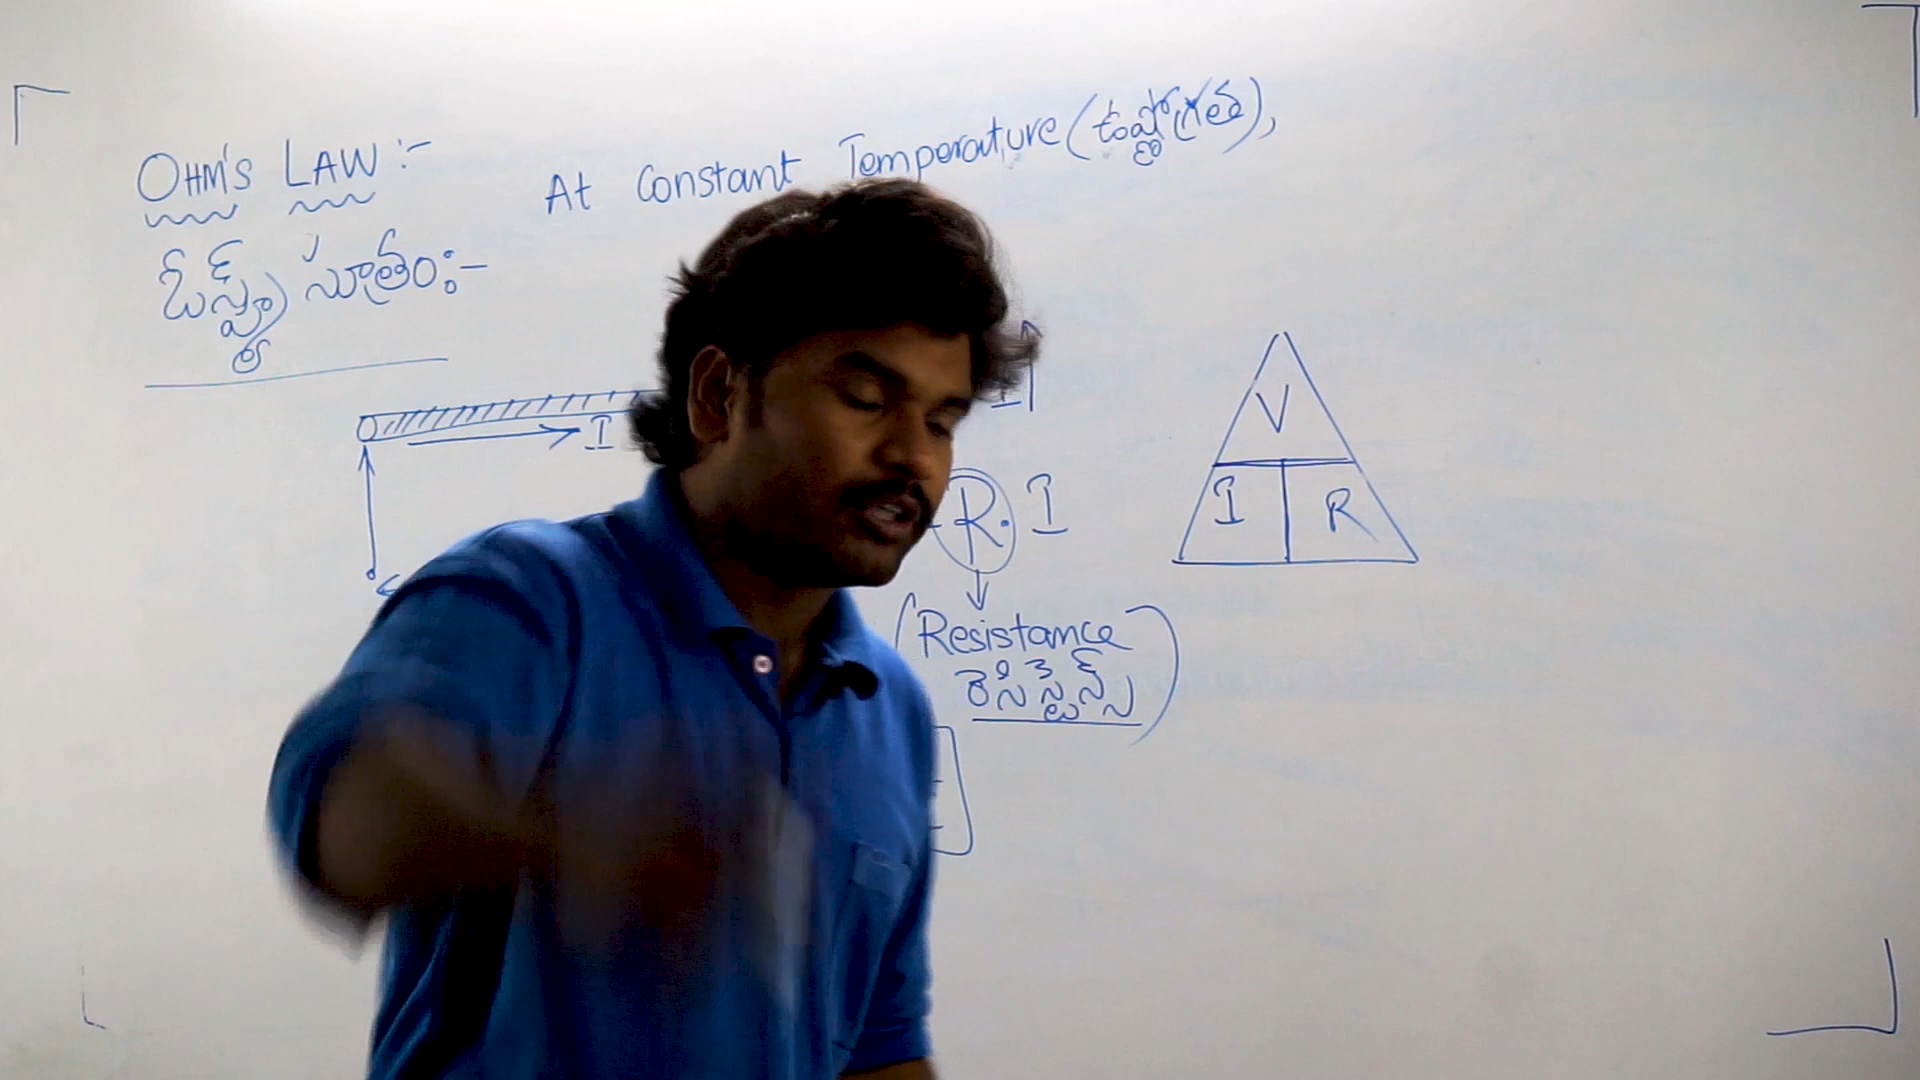 OHM'S LAW :- At Constant Temperature (ఉష్ణోగ్రత),
ఓమ్స్ సూత్రం:-
I
V
R. I
I R
(Resistance
రెసిస్టెన్స్)